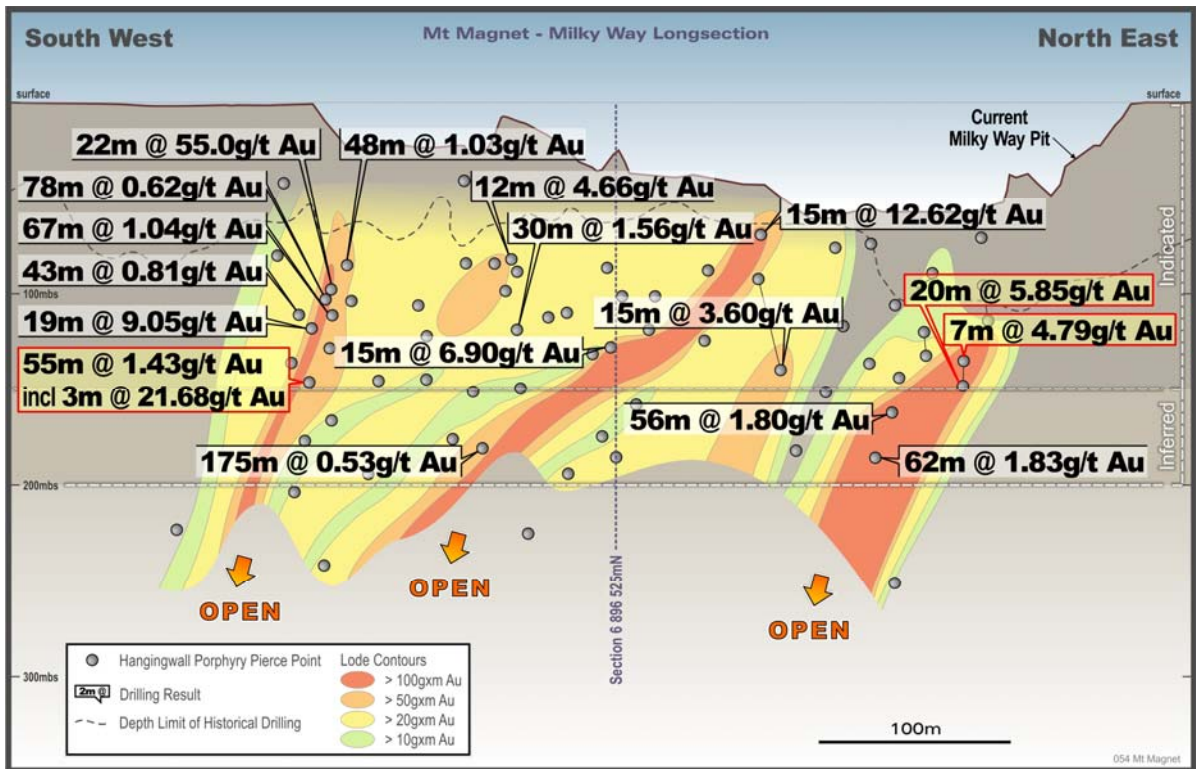 South West
Mt Magnet - Milky Way Longsection
North East
surface
surface
Current
Milky Way Pit
22m @ 55.0g/t Au
48m @ 1.03g/t Au
78m @ 0.62g/t Au
12m @ 4.66g/t Au
67m @ 1.04g/t Au
30m @ 1.56g/t Au
15m @ 12.62g/t Au
43m @ 0.81g/t Au
Indicated
100mbs
20m @ 5.85g/t Au
19m @ 9.05g/t Au
15m @ 3.60g/t Au
7m @ 4.79g/t Au
15m @ 6.90g/t Au
55m @ 1.43g/t Au
incl 3m @ 21.68g/t Au
56m @ 1.80g/t Au
Inferred
175m @ 0.53g/t Au
62m @ 1.83g/t Au
200mbs
OPEN
OPEN
OPEN
Section 6 896 525mN
Hangingwall Porphyry Pierce Point
2m @
Drilling Result
Depth Limit of Historical Drilling
Lode Contours
> 100gxm Au
> 50gxm Au
> 20gxm Au
> 10gxm Au
300mbs
100m
054 Mt Magnet